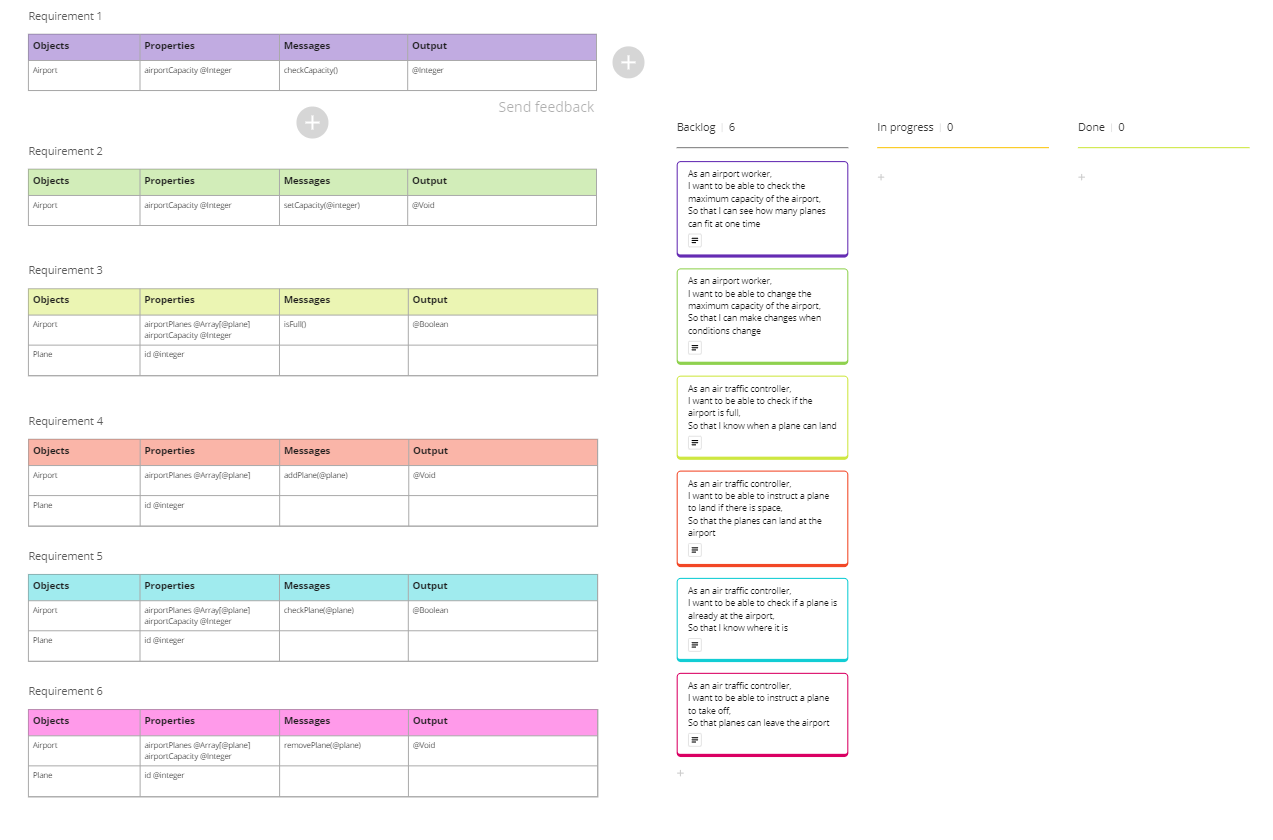 Requirement 1
Objects Properties Messages Output
Airport airportCapacity @Integer checkCapacity() @Integer
Send feedback
Requirement 2
Objects Properties Messages Output
Airport airportCapacity @Integer setCapacity(@integer) @Void
Requirement 3
Objects Properties Messages Output
Airport airportPlanes @Array[@plane] isFull() @Boolean
airportCapacity @Integer
Plane id @integer
Requirement 4
Objects Properties Messages Output
Airport airportPlanes @Array[@plane] addPlane(@plane) @Void
Plane id @integer
Requirement 5
Objects Properties Messages Output
Airport airportPlanes @Array[@plane] checkPlane(@plane) @Boolean
airportCapacity @Integer
Plane id @integer
Requirement 6
Objects Properties Messages Output
Airport airportPlanes @Array[@plane] removePlane(@plane) @Void
airportCapacity @Integer
Plane id @integer
Backlog | 6
As an airport worker,
I want to be able to check the
maximum capacity of the airport,
So that I can see how many planes
can fit at one time
As an airport worker,
I want to be able to change the
maximum capacity of the airport,
So that I can make changes when
conditions change
As an air traffic controller,
I want to be able to check if the
airport is full,
So that I know when a plane can land
As an air traffic controller,
I want to be able to instruct a plane
to land if there is space,
So that the planes can land at the
airport
As an air traffic controller,
I want to be able to check if a plane is
already at the airport,
So that I know where it is
As an air traffic controller,
I want to be able to instruct a plane
to take off,
So that planes can leave the airport
In progress | 0
Done | 0